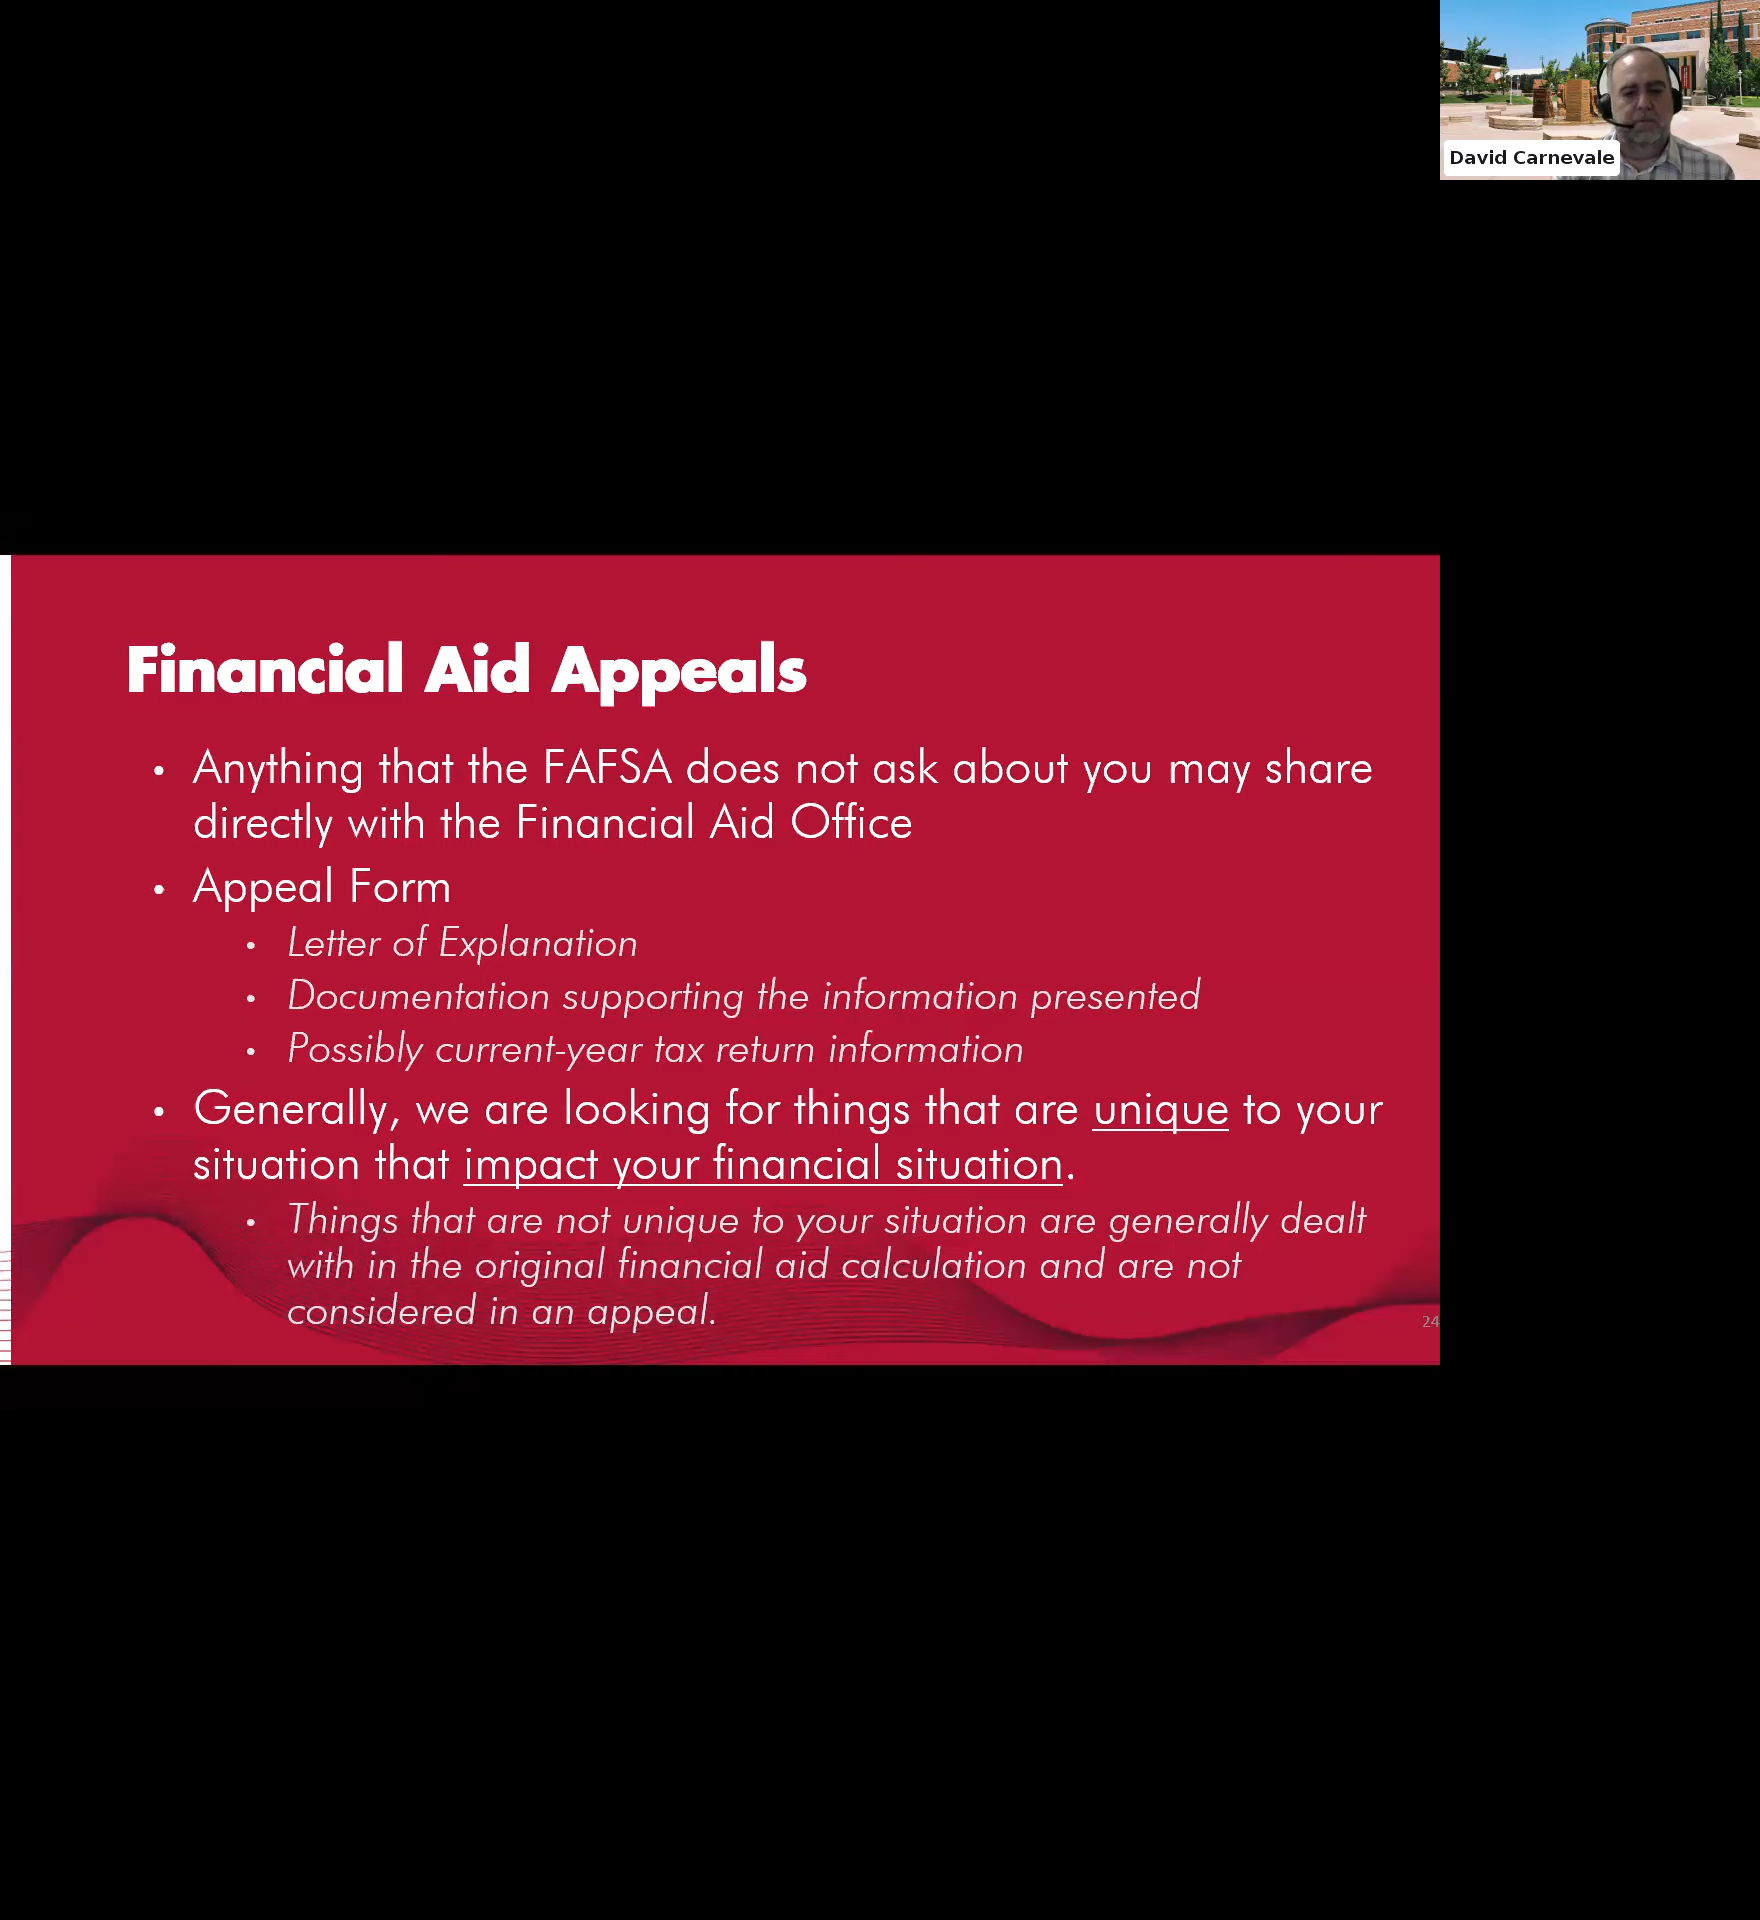 David Carnevale
Financial Aid Appeals
• Anything that the FAFSA does not ask about you may share
directly with the Financial Aid Office
• Appeal Form
• Letter of Explanation
• Documentation supporting the information presented
• Possibly current-year tax return information
• Generally, we are looking for things that are unique to your
situation that impact your financial situation.
• Things that are not unique to your situation are generally dealt
with in the original financial aid calculation and are not
considered in an appeal.
24